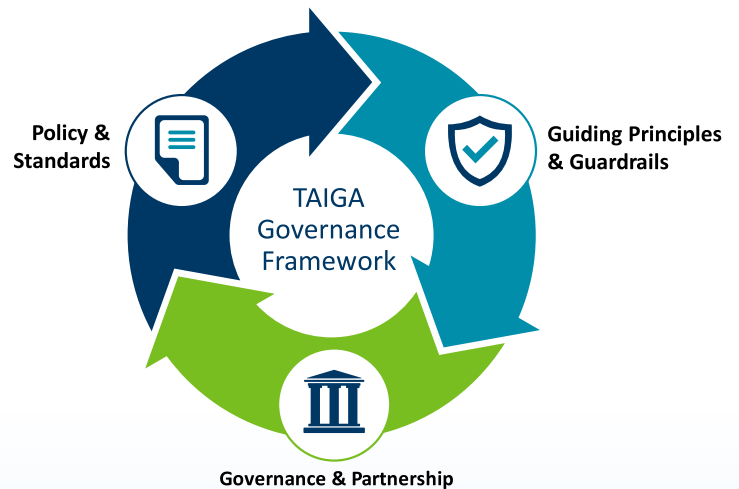 Policy &
Standards
Guiding Principles
& Guardrails
TAIGA
Governance
Framework
Governance & Partnership